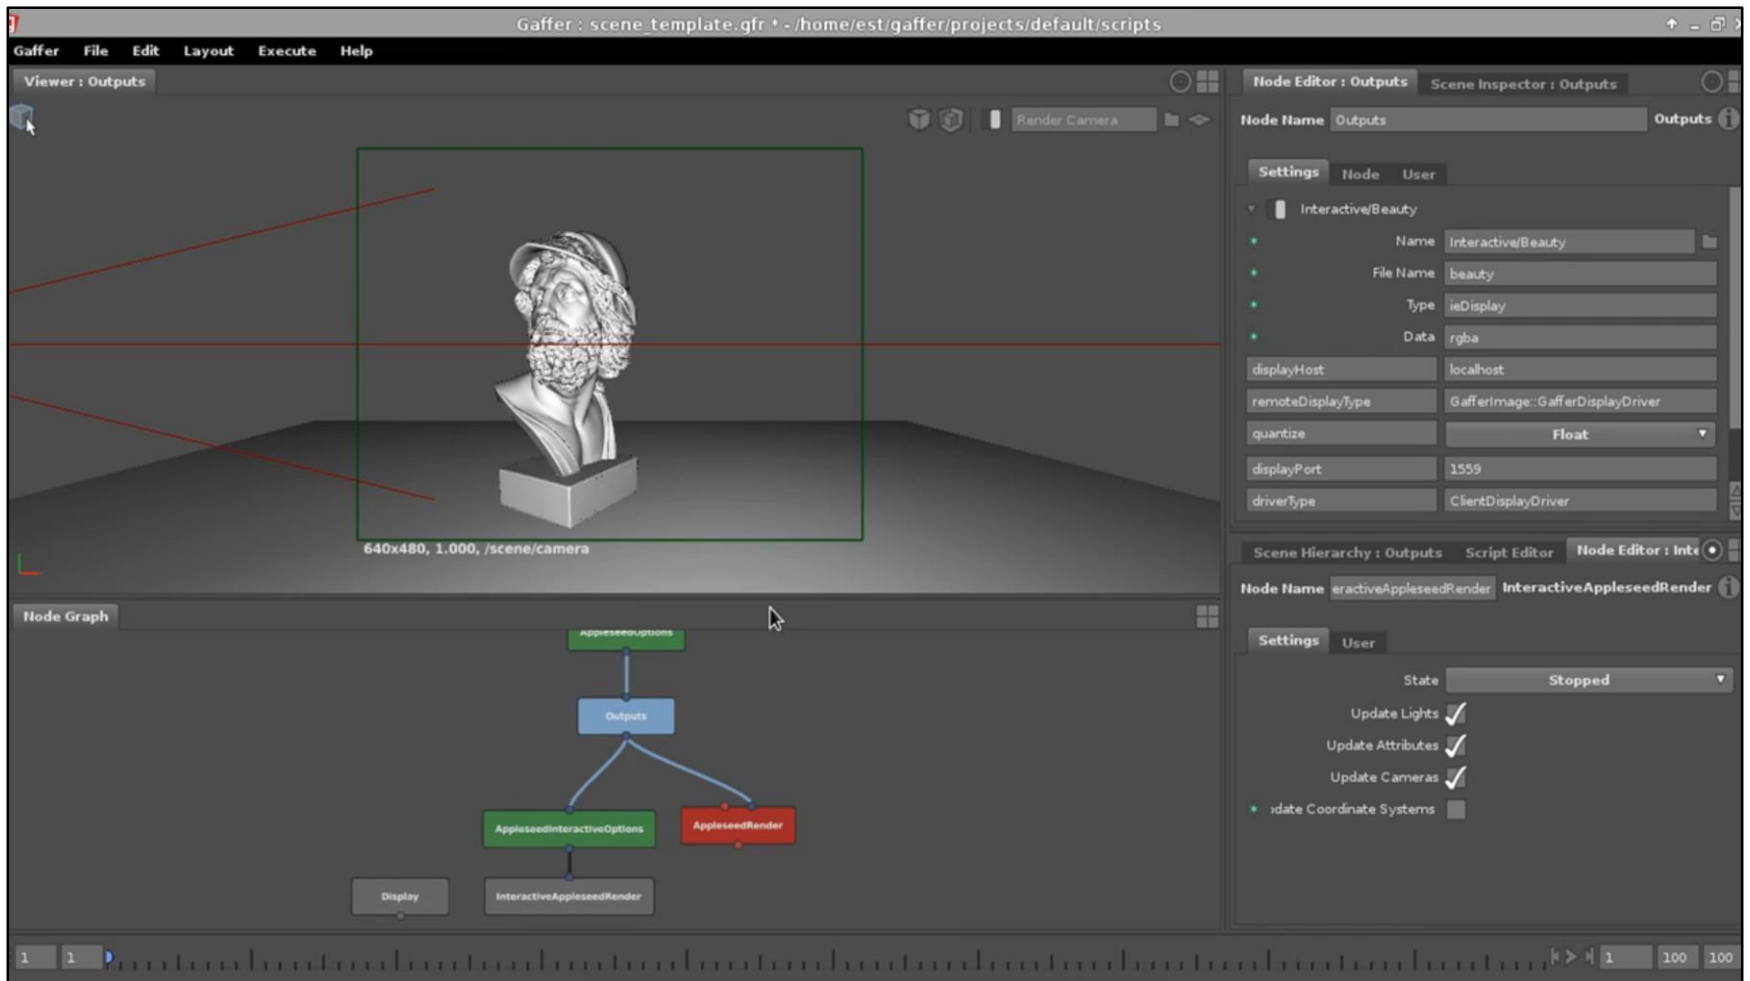 Gaffer : scene_template.gfr * - /home/est/gaffer/projects/default/scripts
Gaffer File Edit Layout Execute Help
Viewer : Outputs
Render Camera
640x480, 1.000, /scene/camera
Node Editor : Outputs Scene Inspector : Outputs
Node Name Outputs Outputs
Settings Node User
Interactive/Beauty
Name Interactive/Beauty
File Name beauty
Type ieDisplay
Data rgba
displayHost localhost
remoteDisplayType GafferImage::GafferDisplayDriver
quantize Float
displayPort 1559
driverType ClientDisplayDriver
Scene Hierarchy : Outputs Script Editor Node Editor : Inte
Node Name eractiveAppleseedRender InteractiveAppleseedRender
Settings User
State Stopped
Update Lights
Update Attributes
Update Cameras
date Coordinate Systems
Node Graph
AppleseedOptions
Outputs
AppleseedInteractiveOptions AppleseedRender
Display InteractiveAppleseedRender
1 1 1 100 100